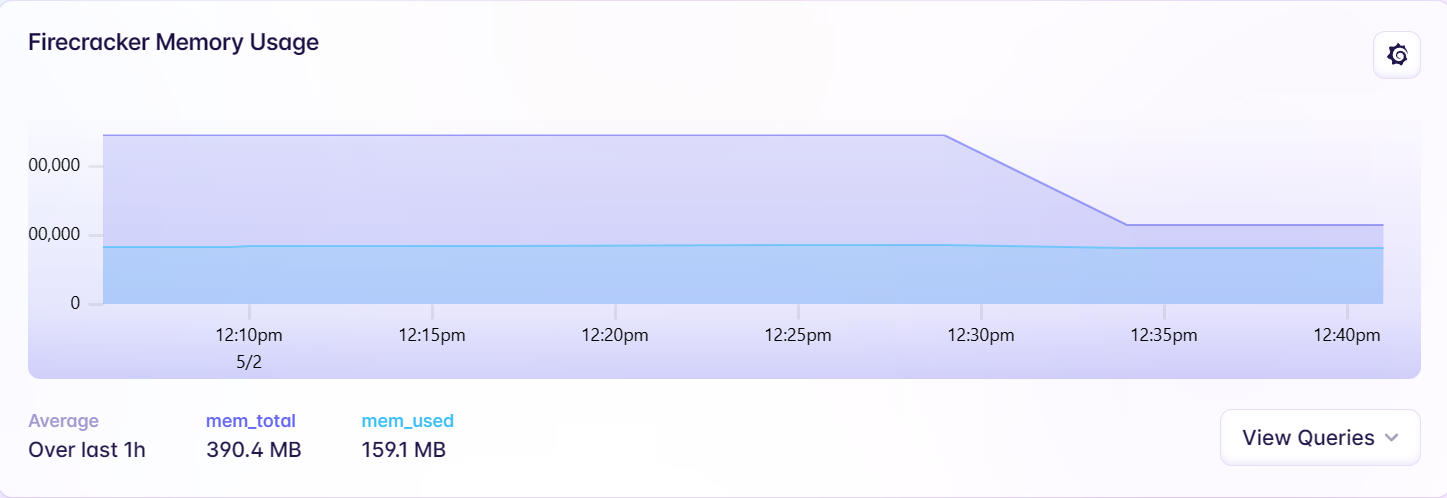 Firecracker Memory Usage
00,000
00,000
0
12:10pm 12:15pm 12:20pm 12:25pm 12:30pm 12:35pm 12:40pm
5/2
Average mem_total mem_used
Over last 1h 390.4 MB 159.1 MB
View Queries